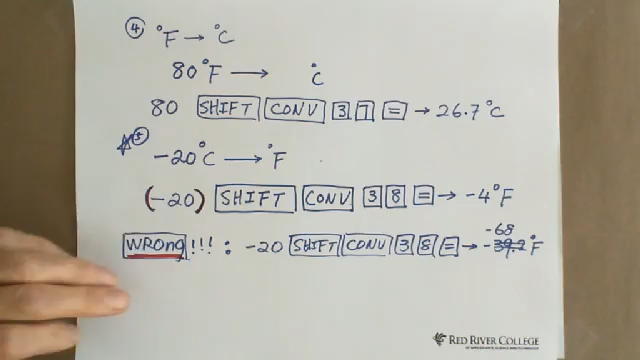 ④ °F → °C
80°F → °C
80 SHIFT CONV 3 7 = → 26.7°C
⑤
-20°C → °F
(-20) SHIFT CONV 3 8 = → -4°F
WRONG!!! : -20 SHIFT CONV 3 8 = → -39.2 -68°F
RED RIVER COLLEGE